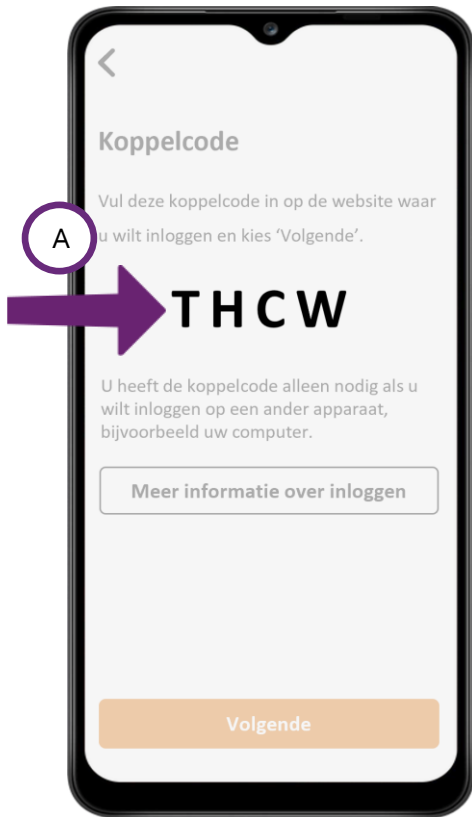 Koppelcode
Vul deze koppelcode in op de website waar
u wilt inloggen en kies ‘Volgende’.
A
THCW
U heeft de koppelcode alleen nodig als u
wilt inloggen op een ander apparaat,
bijvoorbeeld uw computer.
Meer informatie over inloggen
Volgende